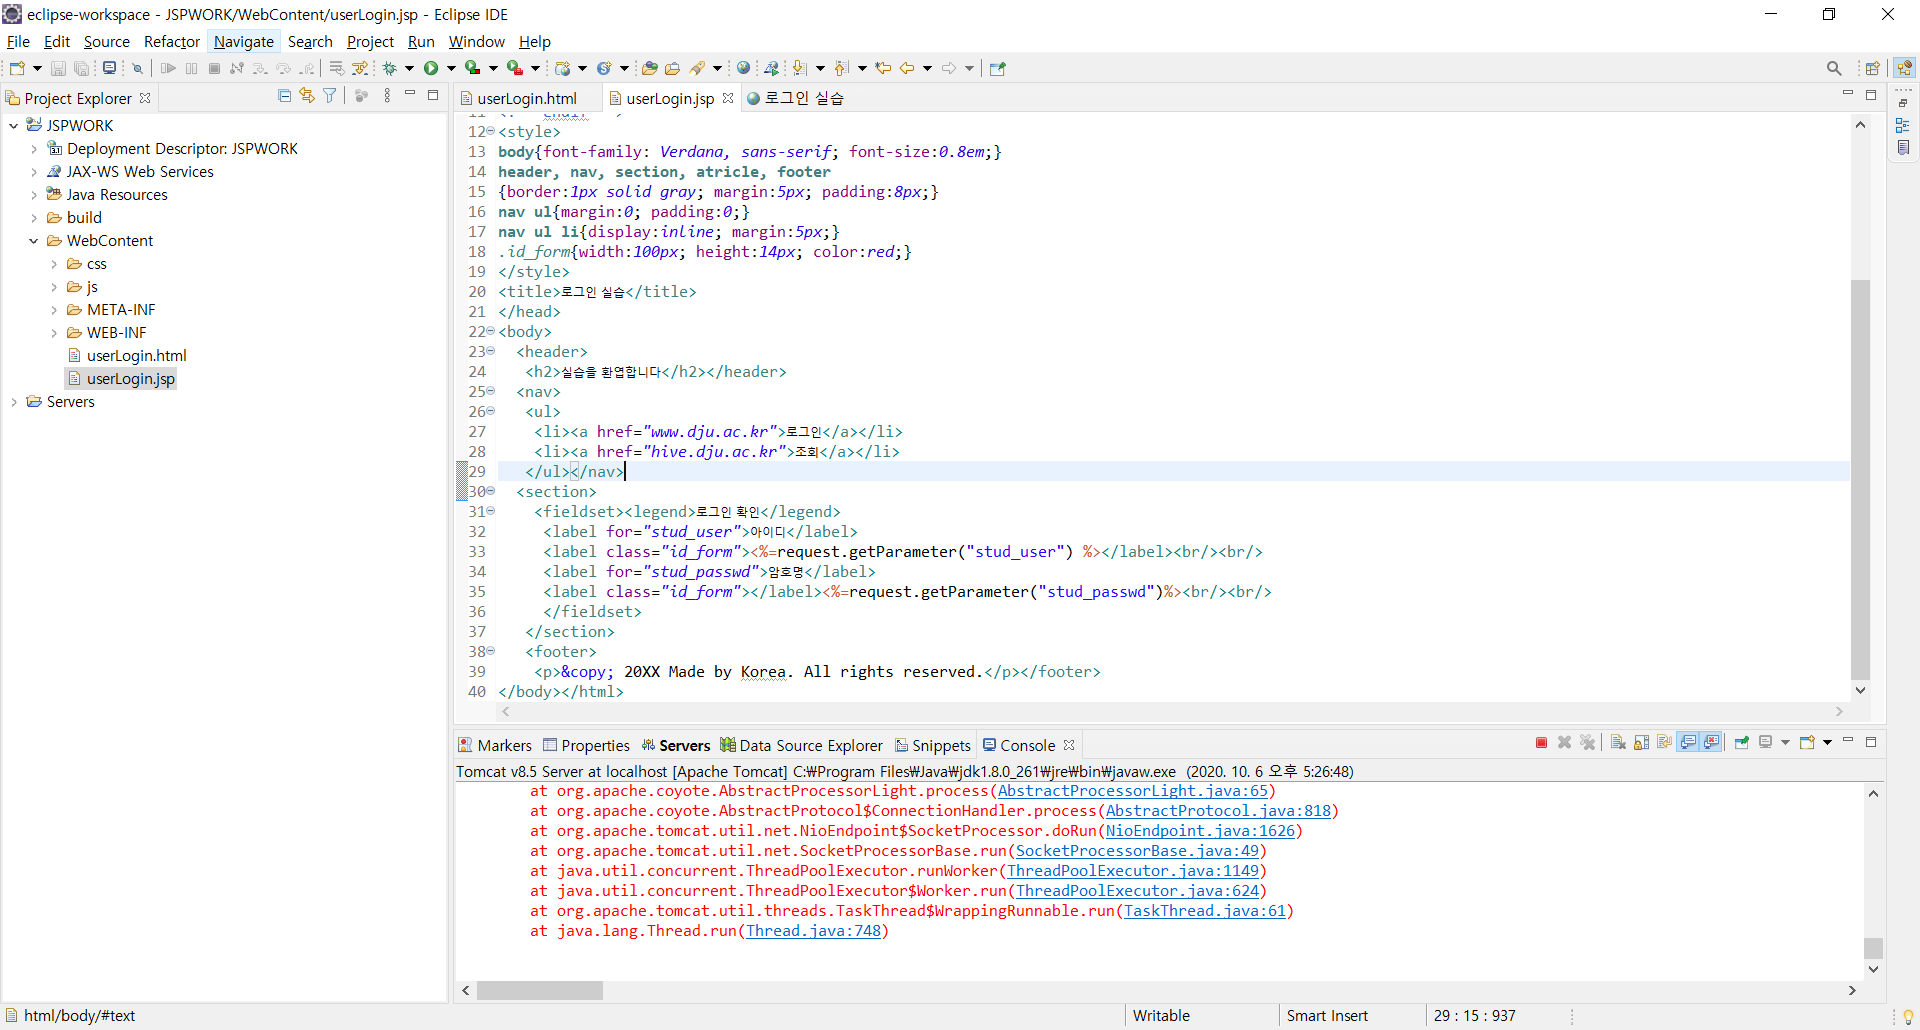 eclipse-workspace - JSPWORK/WebContent/userLogin.jsp - Eclipse IDE
File Edit Source Refactor Navigate Search Project Run Window Help
Project Explorer
userLogin.html userLogin.jsp 로그인 실습
JSPWORK
Deployment Descriptor: JSPWORK
JAX-WS Web Services
Java Resources
build
WebContent
css
js
META-INF
WEB-INF
userLogin.html
userLogin.jsp
Servers
12 <style>
13 body{font-family: Verdana, sans-serif; font-size:0.8em;}
14 header, nav, section, atricle, footer
15 {border:1px solid gray; margin:5px; padding:8px;}
16 nav ul{margin:0; padding:0;}
17 nav ul li{display:inline; margin:5px;}
18 .id_form{width:100px; height:14px; color:red;}
19 </style>
20 <title>로그인 실습</title>
21 </head>
22 <body>
23 <header>
24 <h2>실습을 환엽합니다</h2></header>
25 <nav>
26 <ul>
27 <li><a href="www.dju.ac.kr">로그인</a></li>
28 <li><a href="hive.dju.ac.kr">조회</a></li>
29 </ul></nav>
30 <section>
31 <fieldset><legend>로그인 확인</legend>
32 <label for="stud_user">아이디</label>
33 <label class="id_form"><%=request.getParameter("stud_user") %></label><br/><br/>
34 <label for="stud_passwd">암호명</label>
35 <label class="id_form"></label><%=request.getParameter("stud_passwd")%><br/><br/>
36 </fieldset>
37 </section>
38 <footer>
39 <p>&copy; 20XX Made by Korea. All rights reserved.</p></footer>
40 </body></html>
Markers Properties Servers Data Source Explorer Snippets Console
Tomcat v8.5 Server at localhost [Apache Tomcat] C:₩Program Files₩Java₩jdk1.8.0_261₩jre₩bin₩javaw.exe (2020. 10. 6 오후 5:26:48)
at org.apache.coyote.AbstractProcessorLight.process(AbstractProcessorLight.java:65)
at org.apache.coyote.AbstractProtocol$ConnectionHandler.process(AbstractProtocol.java:818)
at org.apache.tomcat.util.net.NioEndpoint$SocketProcessor.doRun(NioEndpoint.java:1626)
at org.apache.tomcat.util.net.SocketProcessorBase.run(SocketProcessorBase.java:49)
at java.util.concurrent.ThreadPoolExecutor.runWorker(ThreadPoolExecutor.java:1149)
at java.util.concurrent.ThreadPoolExecutor$Worker.run(ThreadPoolExecutor.java:624)
at org.apache.tomcat.util.threads.TaskThread$WrappingRunnable.run(TaskThread.java:61)
at java.lang.Thread.run(Thread.java:748)
html/body/#text Writable Smart Insert 29 : 15 : 937